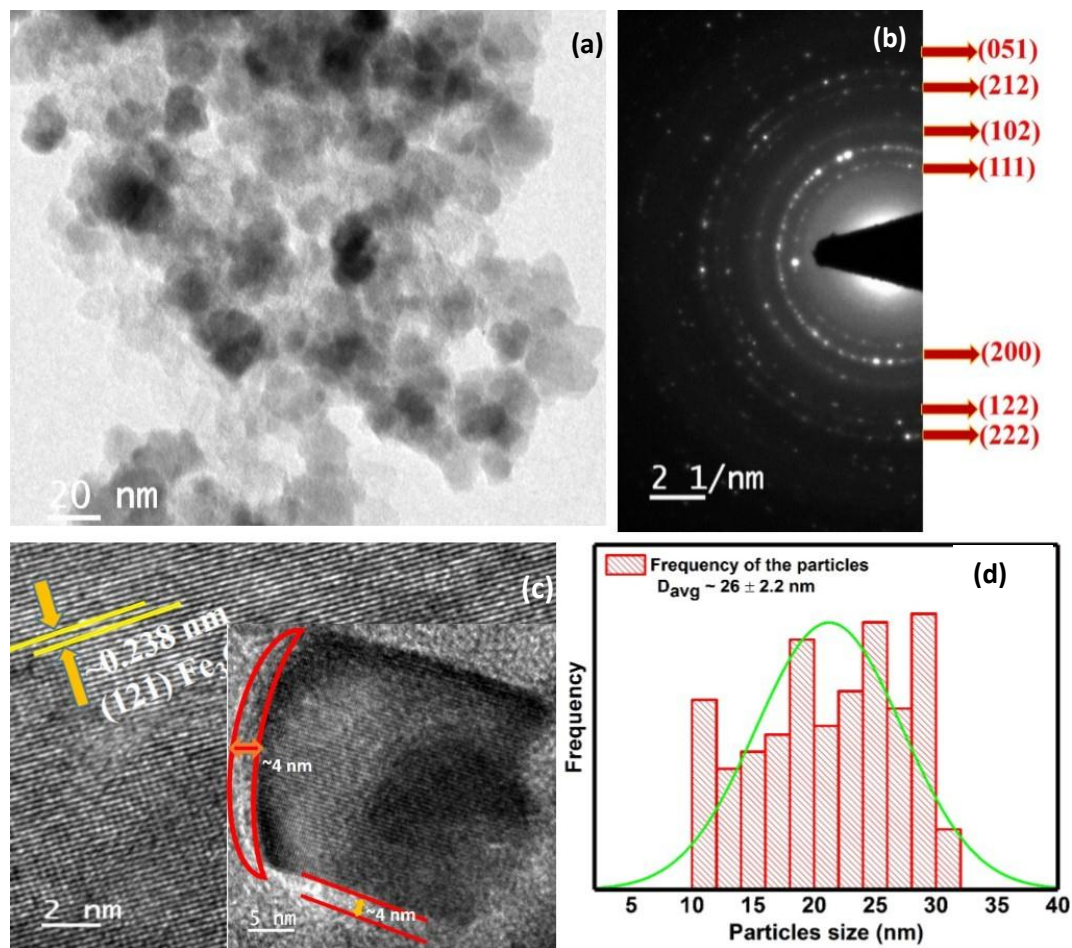 (a)
20 nm
(b)
(051)
(212)
(102)
(111)
(200)
(122)
(222)
2 1/nm
(c)
~0.238 nm
(121)
~4 nm
~4 nm
2 nm
5 nm
Frequency of the particles
Davg ~ 26 ± 2.2 nm
(d)
Frequency
5 10 15 20 25 30 35 40
Particles size (nm)